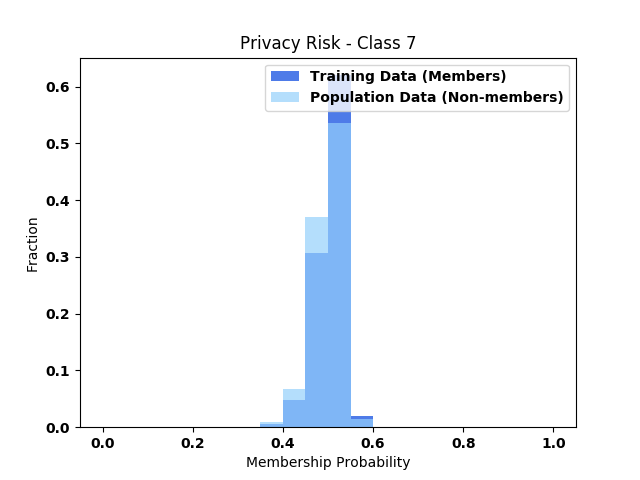 Privacy Risk - Class 7
Training Data (Members)
Population Data (Non-members)
0.6
0.5
0.4
0.3
0.2
0.1
0.0
Fraction
0.0 0.2 0.4 0.6 0.8 1.0
Membership Probability